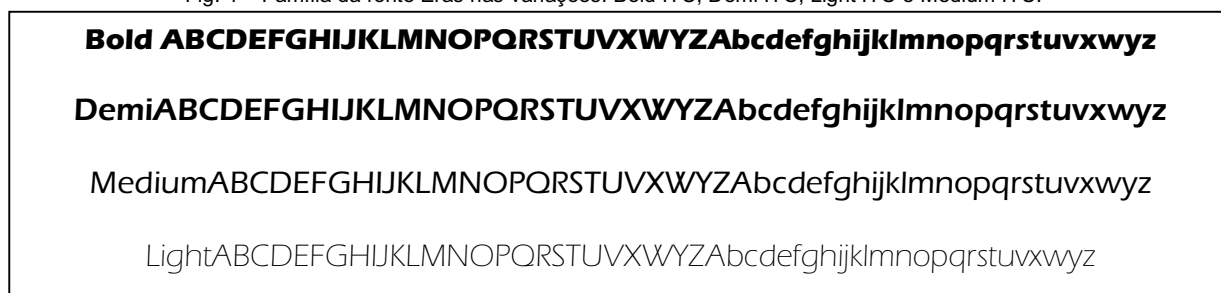 Fig. 1 – Família da fonte Eras nas variações: Bold ITC, Demi ITC, Light ITC e Medium ITC.
Bold ABCDEFGHIJKLMNOPQRSTUVXWYZAbcdefghijklmnopqrstuvxwyz
DemiABCDEFGHIJKLMNOPQRSTUVXWYZAbcdefghijklmnopqrstuvxwyz
MediumABCDEFGHIJKLMNOPQRSTUVXWYZAbcdefghijklmnopqrstuvxwyz
LightABCDEFGHIJKLMNOPQRSTUVXWYZAbcdefghijklmnopqrstuvxwyz